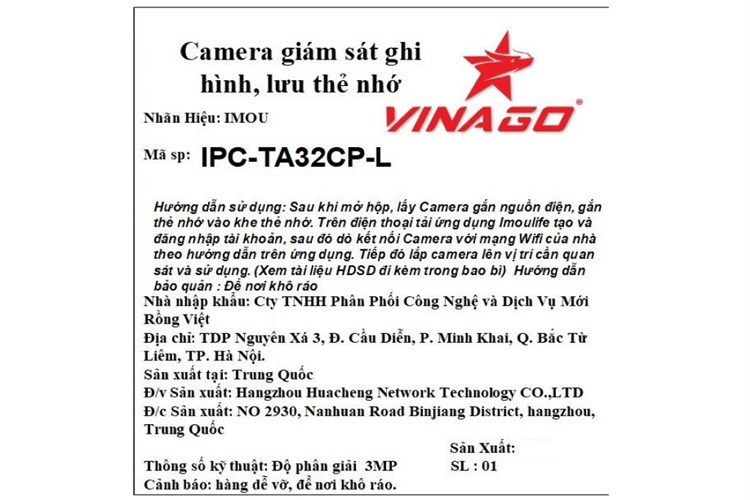 Camera giám sát ghi
hình, lưu thẻ nhớ
VINAGO®
Nhãn Hiệu: IMOU
Mã sp: IPC-TA32CP-L
Hướng dẫn sử dụng: Sau khi mở hộp, lấy Camera gắn nguồn điện, gắn
thẻ nhớ vào khe thẻ nhớ. Trên điện thoại tải ứng dụng Imoulife tạo và
đăng nhập tài khoản, sau đó dò kết nối Camera với mạng Wifi của nhà
theo hướng dẫn trên ứng dụng. Tiếp đó lắp camera lên vị trí cần quan
sát và sử dụng. (Xem tài liệu HDSD đi kèm trong bao bì) Hướng dẫn
bảo quản : Để nơi khô ráo
Nhà nhập khẩu: Cty TNHH Phân Phối Công Nghệ và Dịch Vụ Mới
Rồng Việt
Địa chỉ: TDP Nguyên Xá 3, Đ. Cầu Diễn, P. Minh Khai, Q. Bắc Từ
Liêm, TP. Hà Nội.
Sản xuất tại: Trung Quốc
Đ/v Sản xuất: Hangzhou Huacheng Network Technology CO.,LTD
Đ/c Sản xuất: NO 2930, Nanhuan Road Binjiang District, hangzhou,
Trung Quốc
Sản Xuất:
Thông số kỹ thuật: Độ phân giải 3MP SL : 01
Cảnh báo: hàng dễ vỡ, để nơi khô ráo.